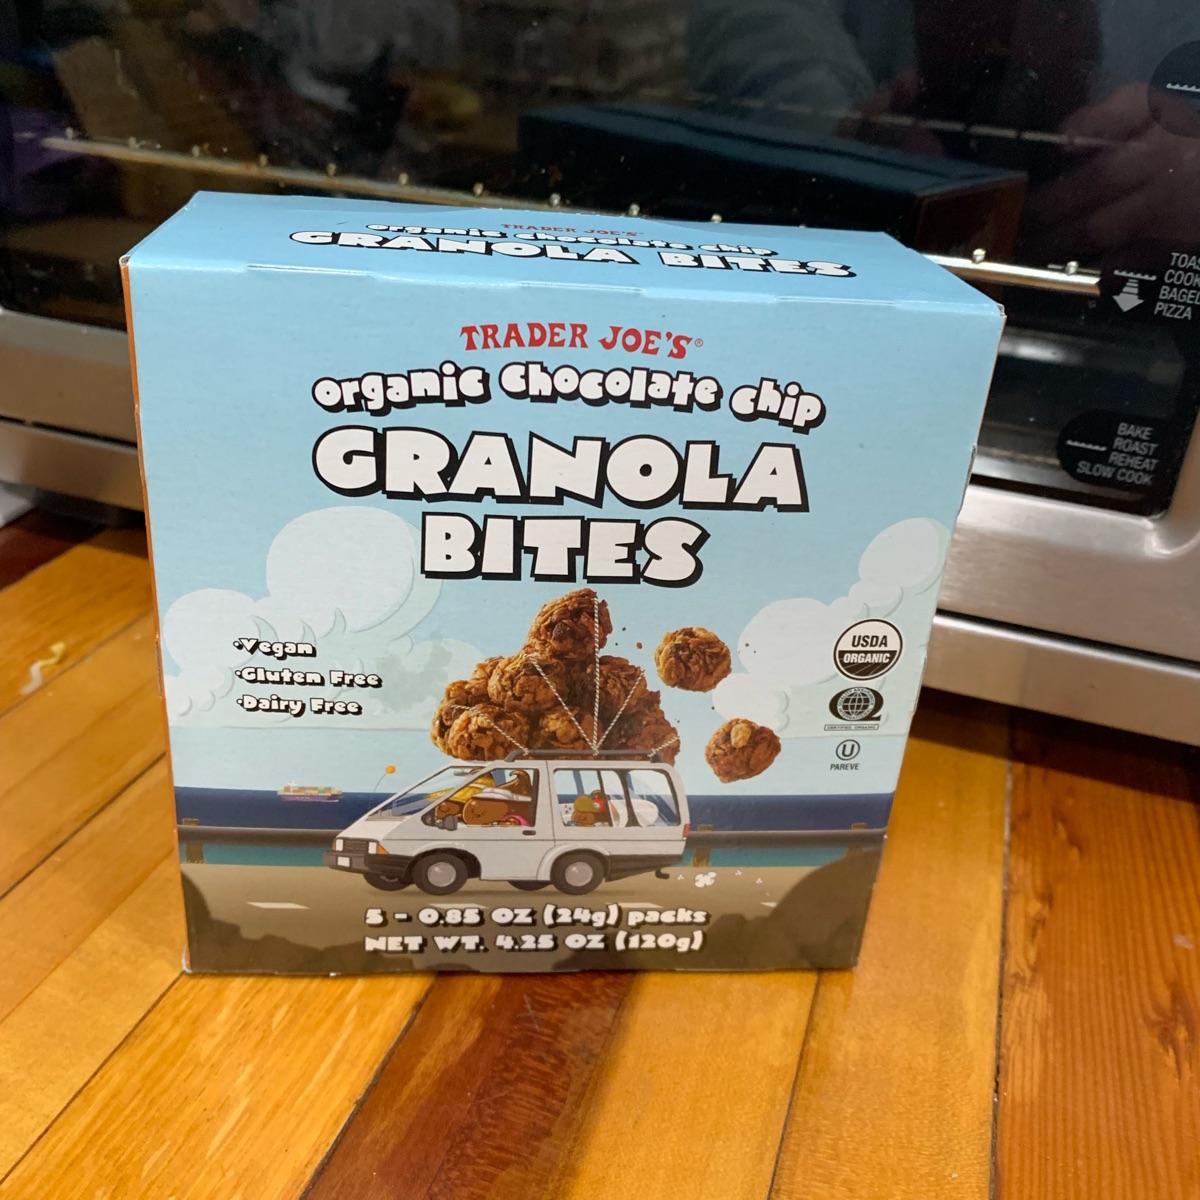 TRADER JOE'S
organic chocolate chip
GRANOLA BITES
TRADER JOE'S®
organic chocolate chip
GRANOLA
BITES
•Vegan
•Gluten Free
•Dairy Free
USDA
ORGANIC
CERTIFIED ORGANIC
U
PAREVE
5 - 0.85 OZ (24g) packs
NET WT. 4.25 OZ (120g)
COOK
PIZZA
BAKE
ROAST
REHEAT
SLOW COOK